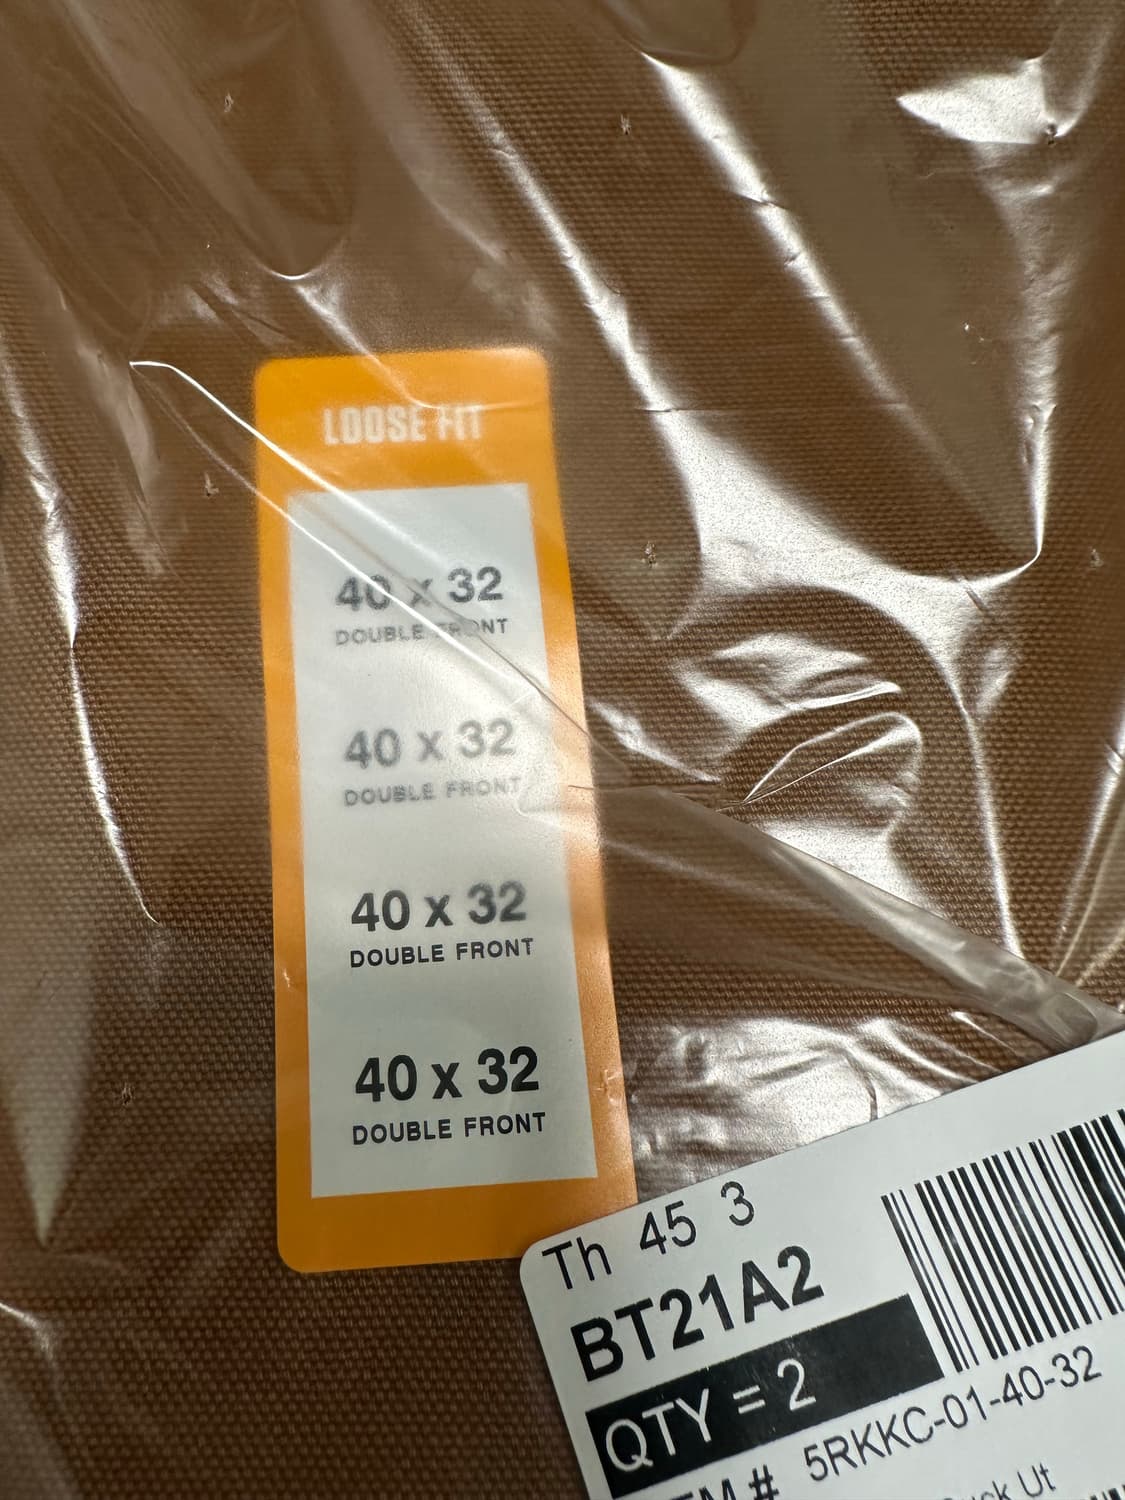 LOOSE FIT
40 x 32
DOUBLE FRONT
40 x 32
DOUBLE FRONT
40 x 32
DOUBLE FRONT
40 x 32
DOUBLE FRONT
Th 45 3
BT21A2
QTY = 2
# 5RKKC-01-40-32
Ut